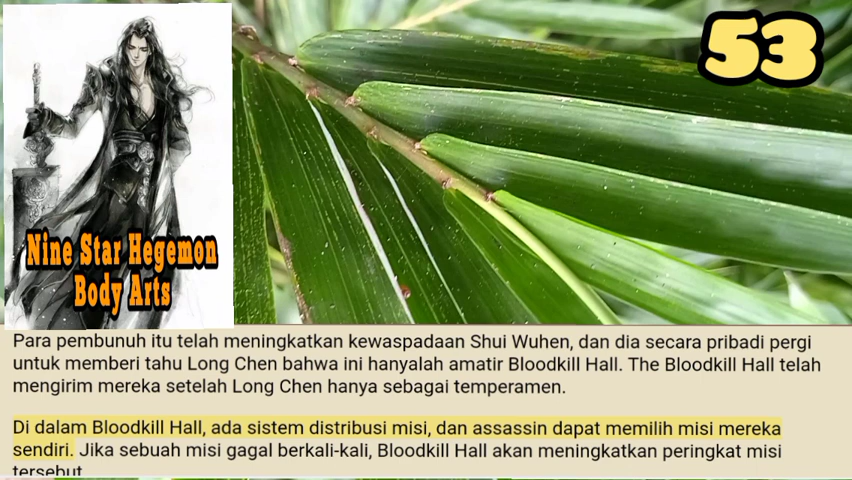 53
Nine Star Hegemon
Body Arts
Para pembunuh itu telah meningkatkan kewaspadaan Shui Wuhen, dan dia secara pribadi pergi
untuk memberi tahu Long Chen bahwa ini hanyalah amatir Bloodkill Hall. The Bloodkill Hall telah
mengirim mereka setelah Long Chen hanya sebagai temperamen.
Di dalam Bloodkill Hall, ada sistem distribusi misi, dan assassin dapat memilih misi mereka
sendiri. Jika sebuah misi gagal berkali-kali, Bloodkill Hall akan meningkatkan peringkat misi
tersebut